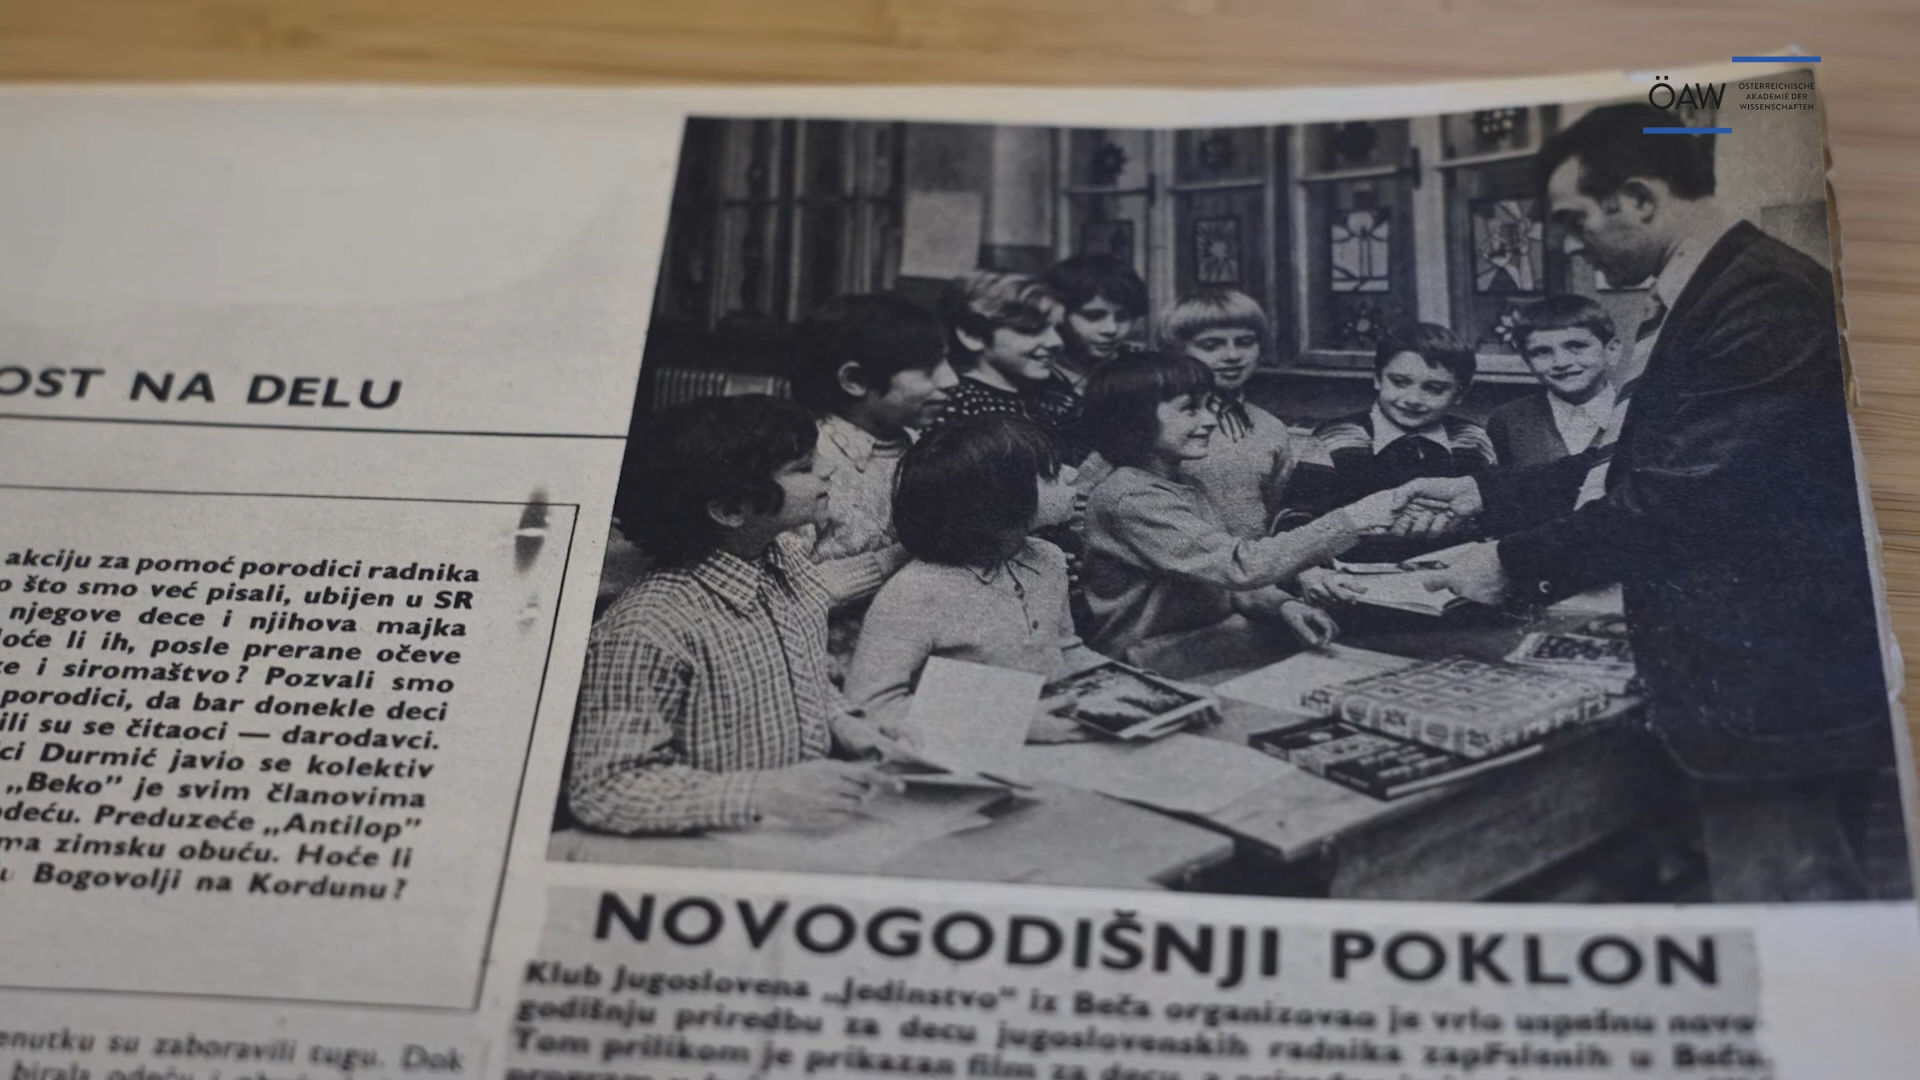 ÖAW
ÖSTERREICHISCHE
AKADEMIE DER
WISSENSCHAFTEN
OST NA DELU
akciju za pomoć porodici radnika
o što smo već pisali, ubijen u SR
njegove dece i njihova majka
oće li ih, posle prerane očeve
e i siromaštvo? Pozvali smo
porodici, da bar donekle deci
ili su se čitaoci — darodavci.
ci Durmić javio se kolektiv
„Beko” je svim članovima
odeću. Preduzeće „Antilop”
ma zimsku obuću. Hoće li
u Bogovolji na Kordunu?
enutku su zaboravili tugu. Dok
birala odeću i
NOVOGODIŠNJI POKLON
Klub Jugoslovena „Jedinstvo“ iz Beča organizovao je vrlo uspešnu novo-
godišnju priredbu za decu jugoslovenskih radnika zapošlenih u Beču.
Tom prilikom je prikazan film za decu, a
program